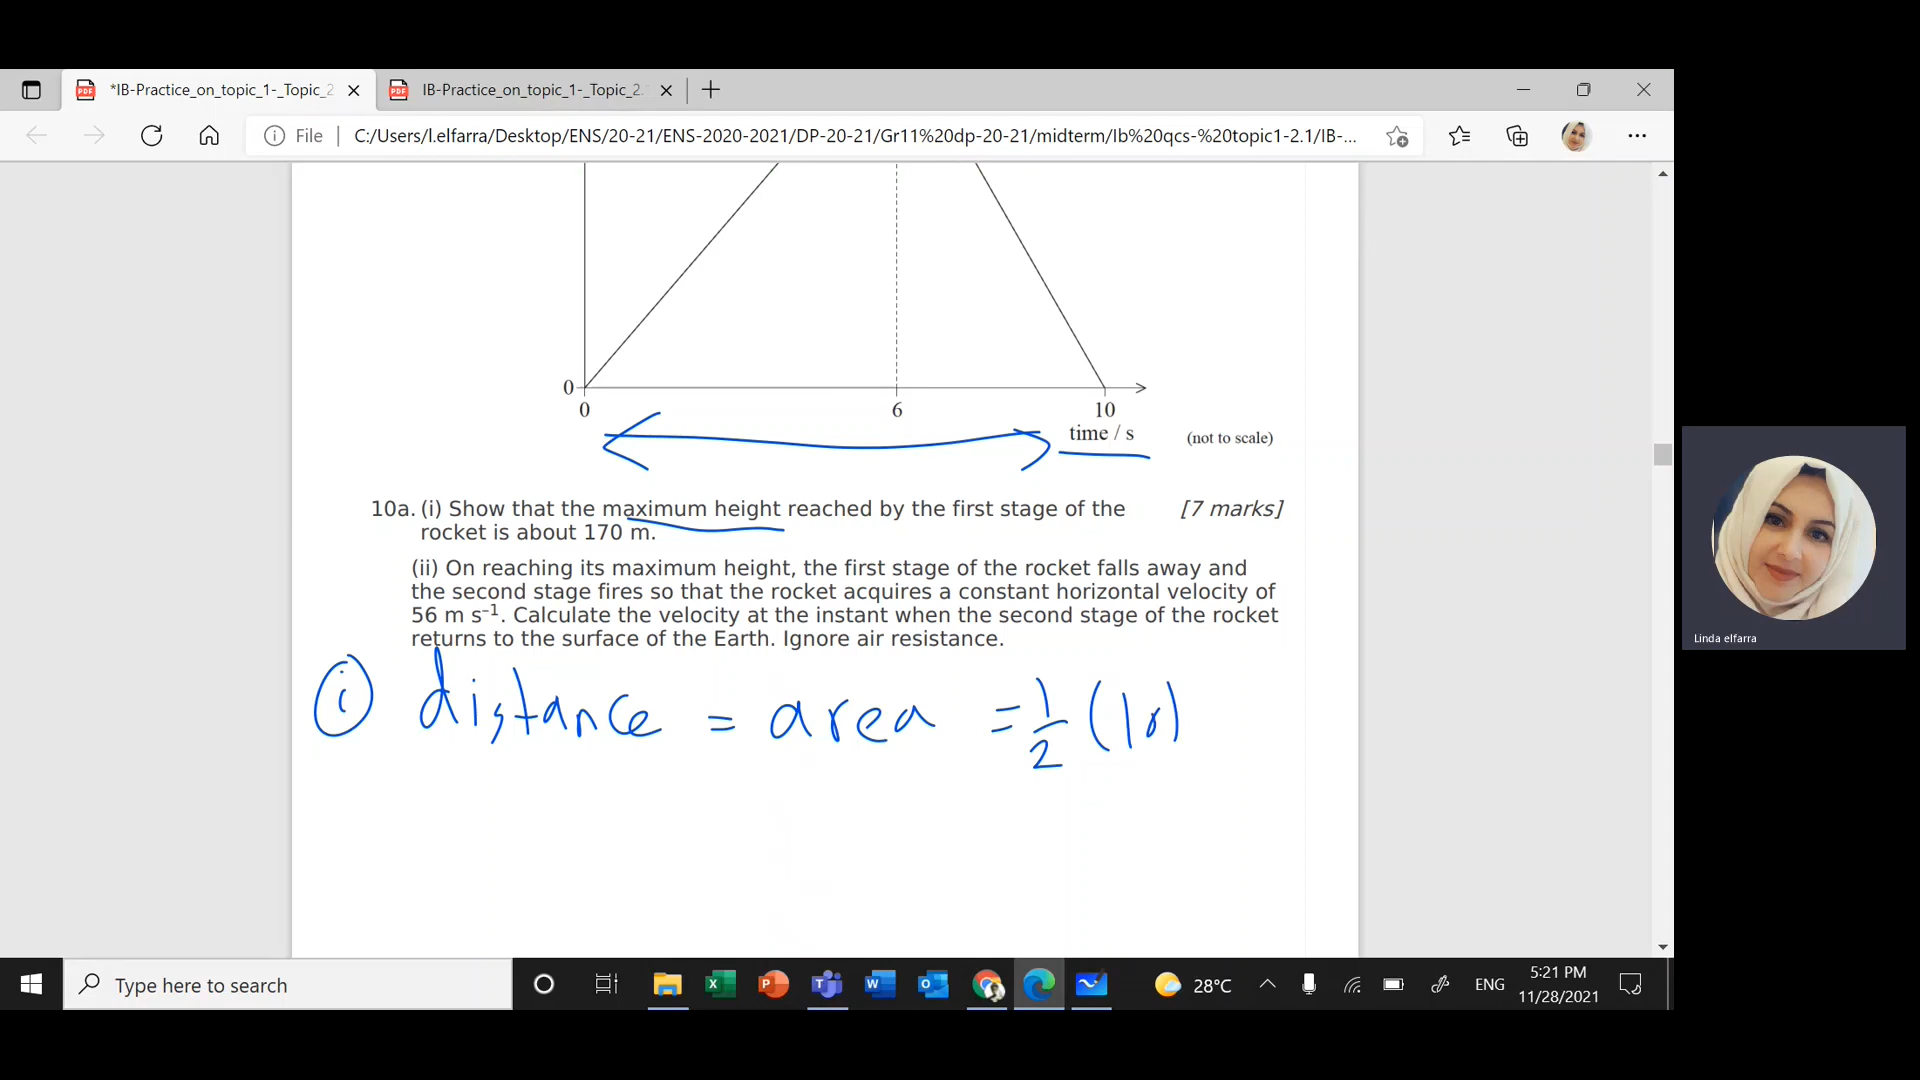 *IB-Practice_on_topic_1-_Topic_2
IB-Practice_on_topic_1-_Topic_2.
File
C:/Users/l.elfarra/Desktop/ENS/20-21/ENS-2020-2021/DP-20-21/Gr11%20dp-20-21/midterm/Ib%20qcs-%20topic1-2.1/IB-...
0
0 6 10
time / s
(not to scale)
10a. (i) Show that the maximum height reached by the first stage of the [7 marks]
rocket is about 170 m.
(ii) On reaching its maximum height, the first stage of the rocket falls away and
the second stage fires so that the rocket acquires a constant horizontal velocity of
56 m s⁻¹. Calculate the velocity at the instant when the second stage of the rocket
returns to the surface of the Earth. Ignore air resistance.
i distance = area = 1/2 (10)
Linda elfarra
Type here to search
28°C
ENG
5:21 PM
11/28/2021